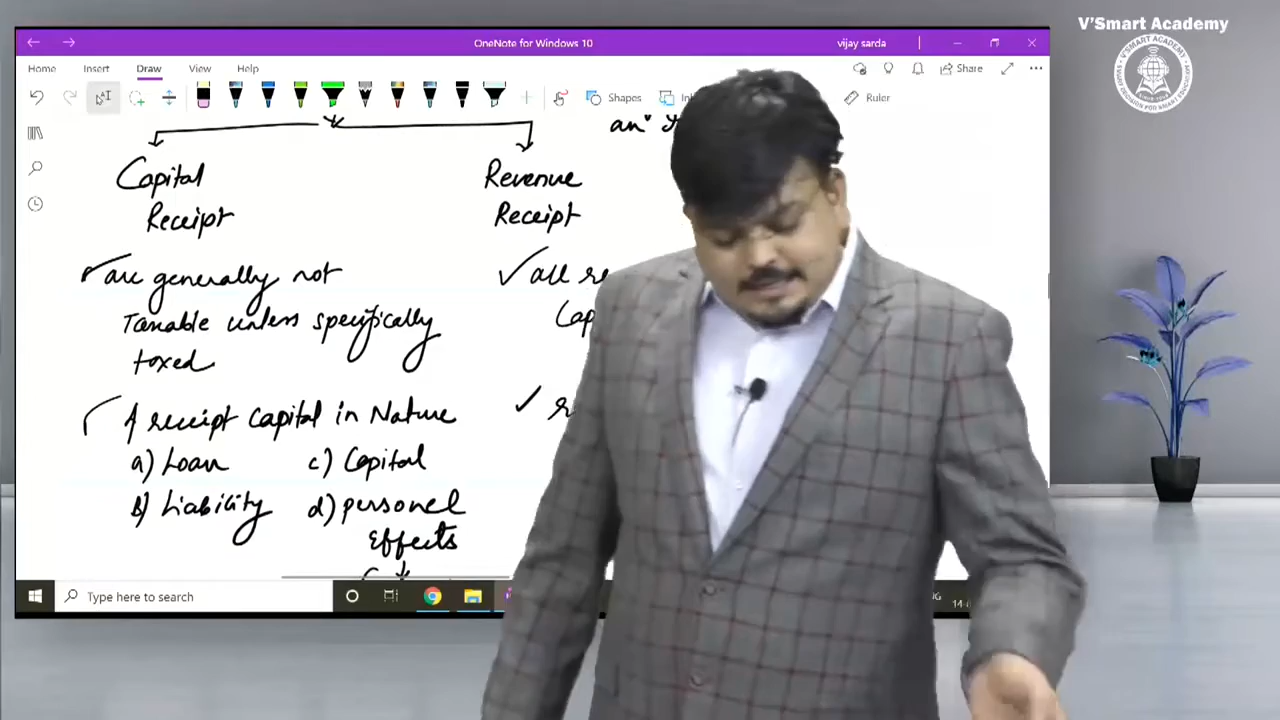 V'Smart Academy
OneNote for Windows 10
vijay sarda
Home Insert Draw View Help
Share
Shapes
Ruler
Capital
Receipt
are generally not
Taxable unless specifically
taxed
A receipt capital in Nature
a) Loan c) Capital
b) Liability d) personel
Effects
Revenue
Receipt
all
Type here to search